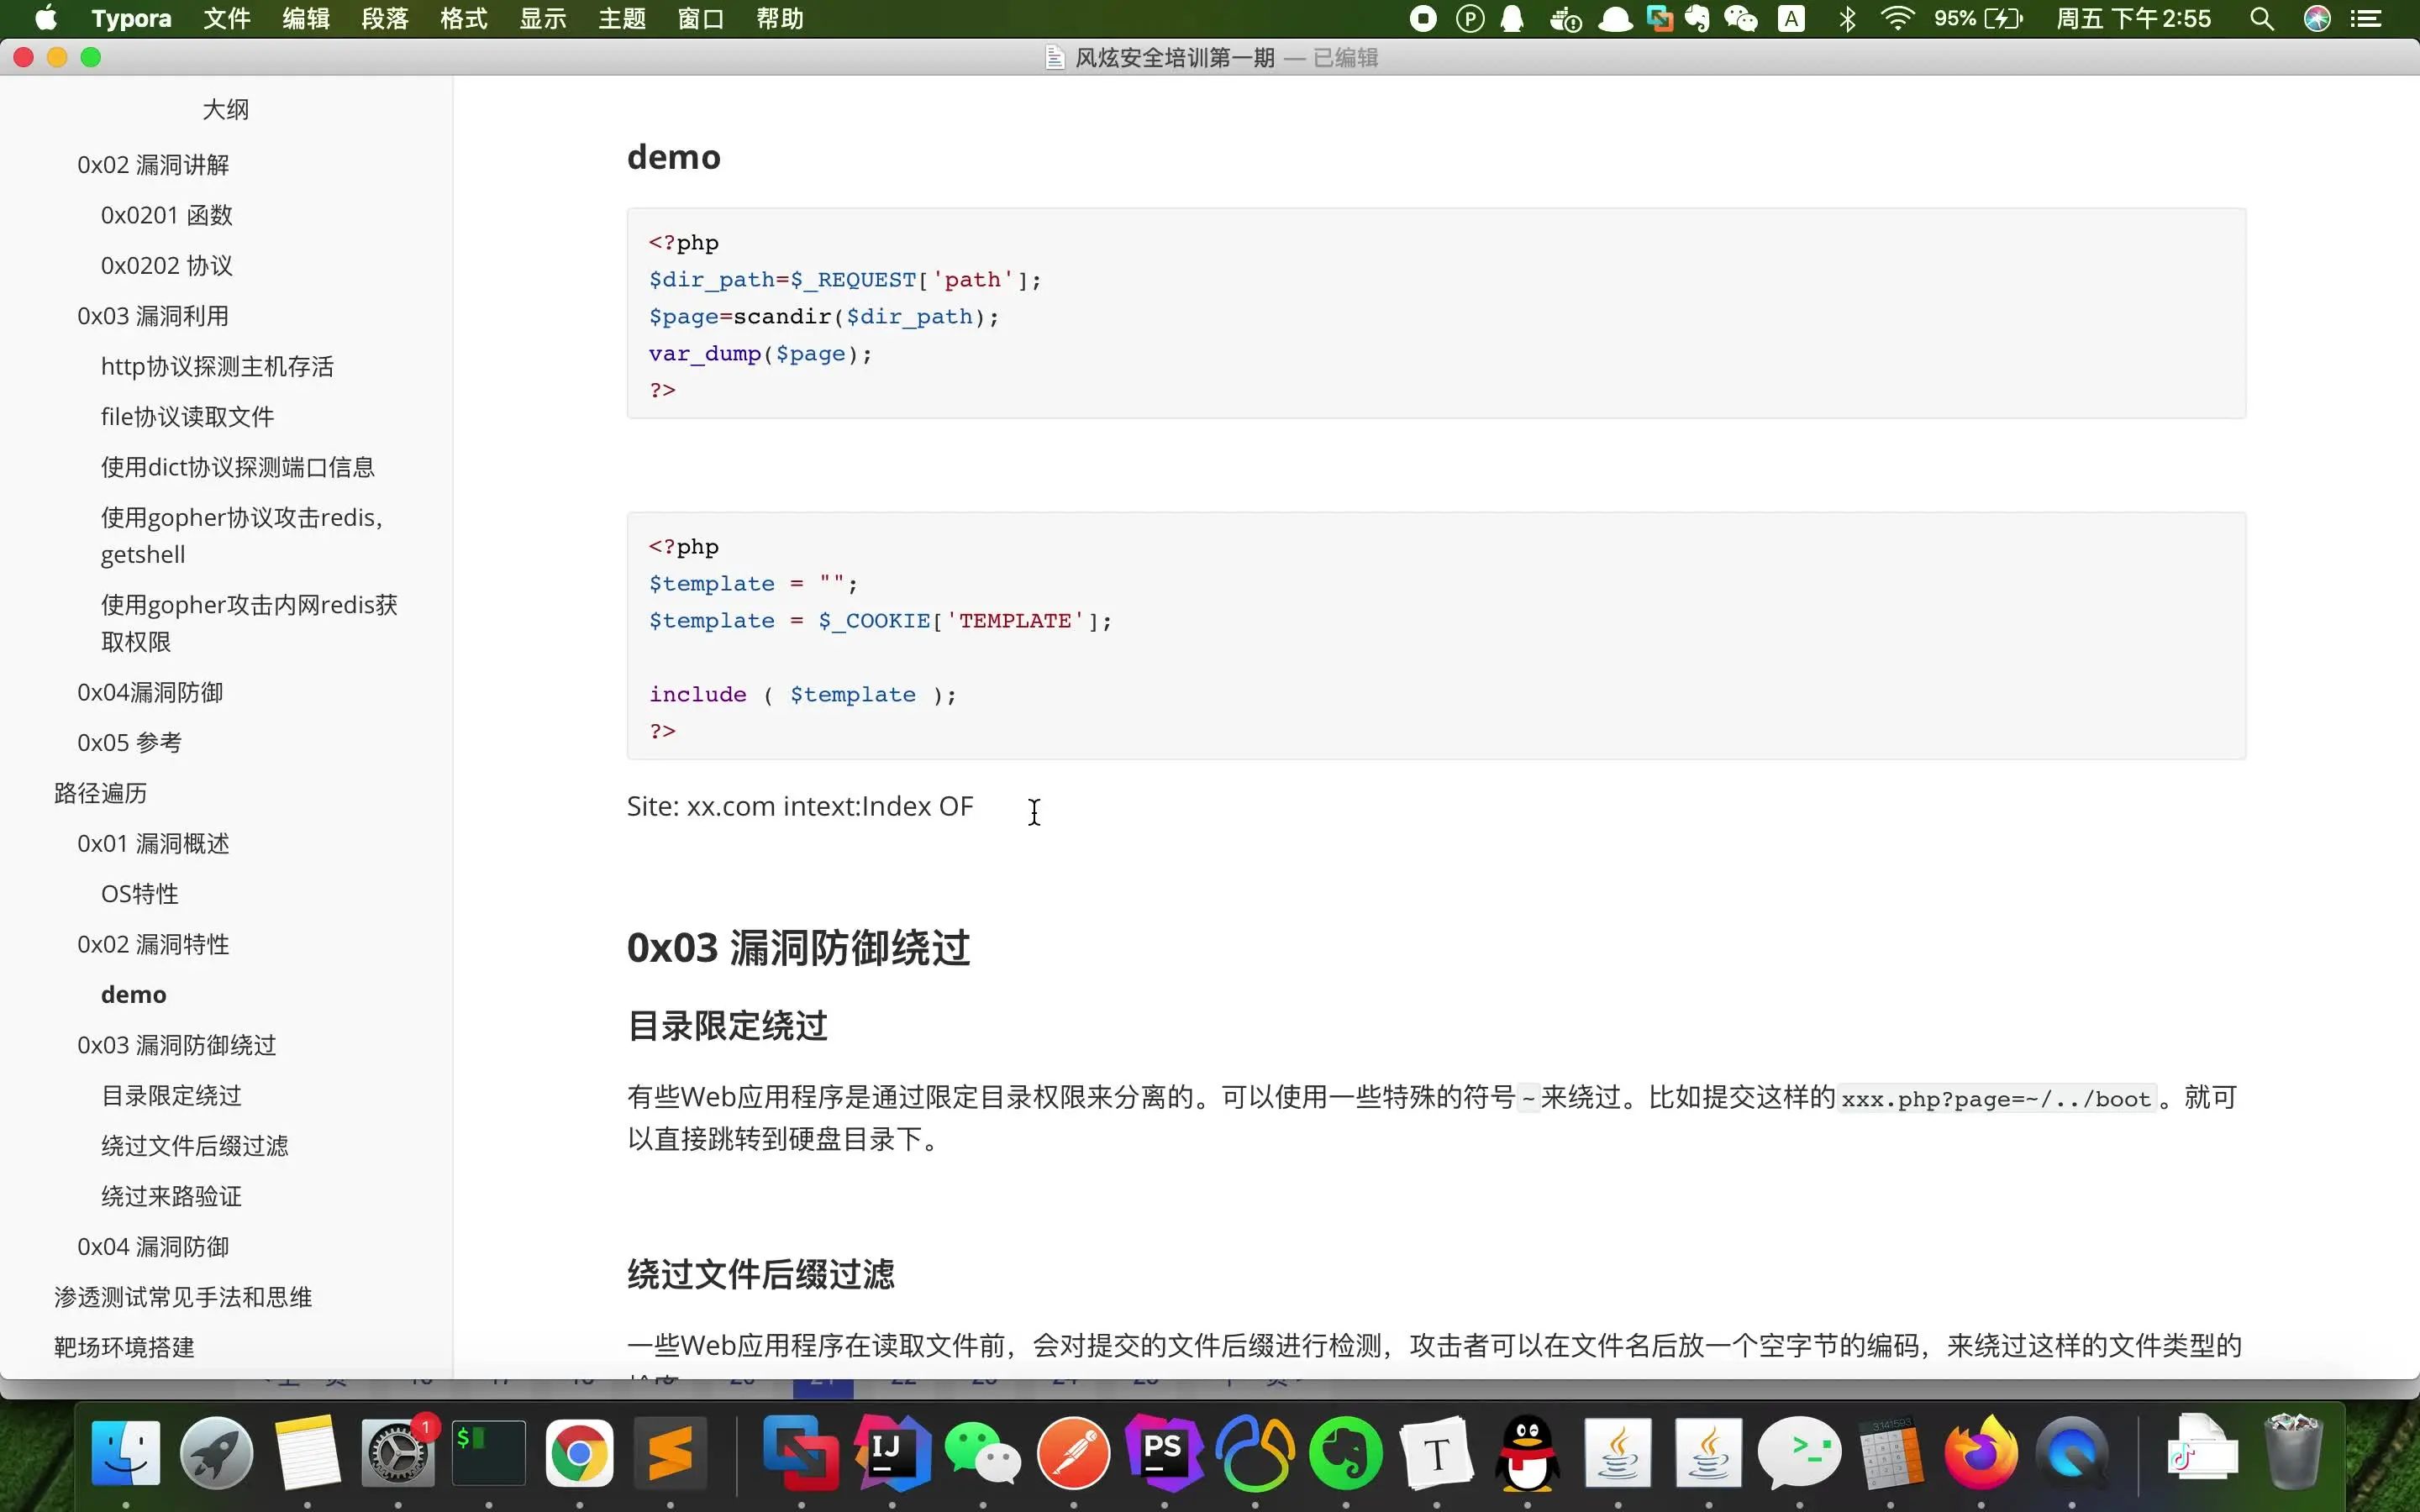 Typora 文件 编辑 段落 格式 显示 主题 窗口 帮助 P A 95% 周五 下午2:55
风炫安全培训第一期 — 已编辑
大纲
0x02 漏洞讲解
0x0201 函数
0x0202 协议
0x03 漏洞利用
http协议探测主机存活
file协议读取文件
使用dict协议探测端口信息
使用gopher协议攻击redis，
getshell
使用gopher攻击内网redis获
取权限
0x04漏洞防御
0x05 参考
路径遍历
0x01 漏洞概述
OS特性
0x02 漏洞特性
demo
0x03 漏洞防御绕过
目录限定绕过
绕过文件后缀过滤
绕过来路验证
0x04 漏洞防御
渗透测试常见手法和思维
靶场环境搭建
demo
<?php
$dir_path=$_REQUEST['path'];
$page=scandir($dir_path);
var_dump($page);
?>
<?php
$template = "";
$template = $_COOKIE['TEMPLATE'];
include ( $template );
?>
Site: xx.com intext:Index OF
0x03 漏洞防御绕过
目录限定绕过
有些Web应用程序是通过限定目录权限来分离的。可以使用一些特殊的符号~来绕过。比如提交这样的xxx.php?page=~/../boot。就可
以直接跳转到硬盘目录下。
绕过文件后缀过滤
一些Web应用程序在读取文件前，会对提交的文件后缀进行检测，攻击者可以在文件名后放一个空字节的编码，来绕过这样的文件类型的
1
$
IJ
PS
T
>-
3141593